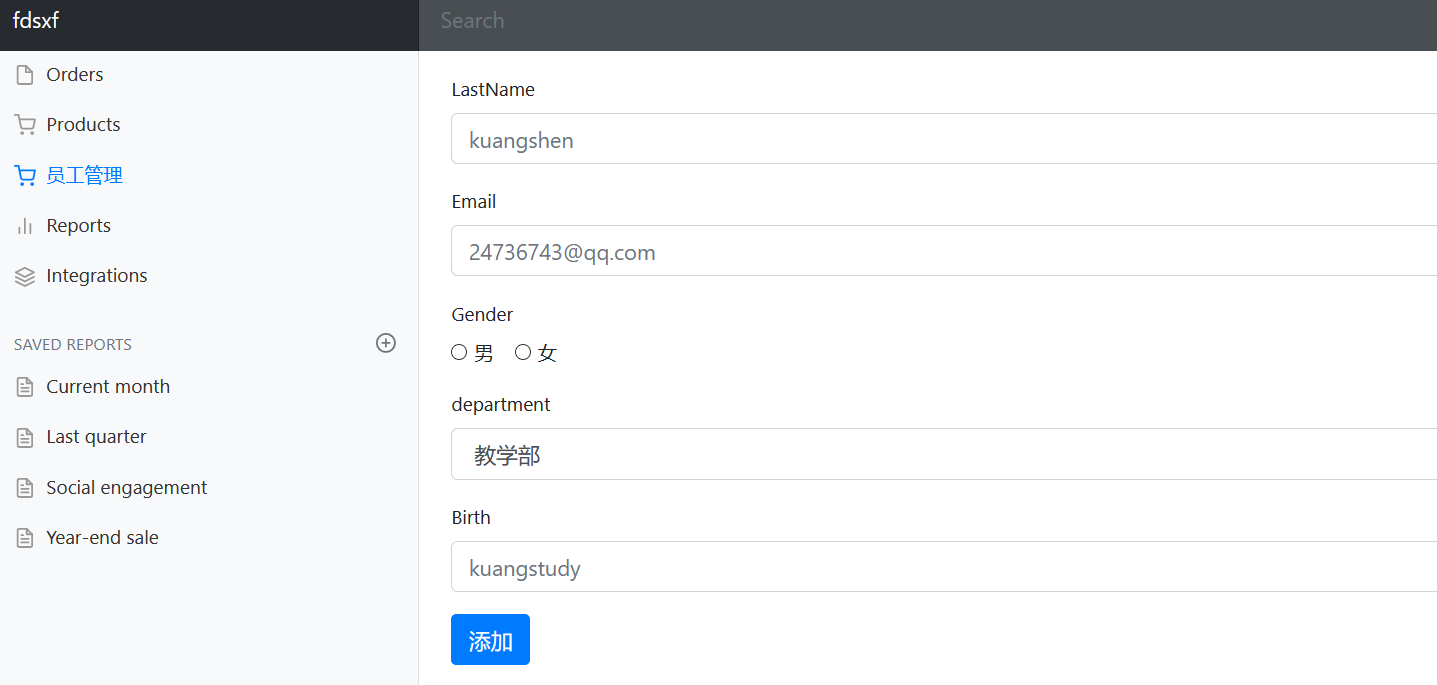 fdsxf
Search
Orders
Products
员工管理
Reports
Integrations
SAVED REPORTS
Current month
Last quarter
Social engagement
Year-end sale
LastName
kuangshen
Email
24736743@qq.com
Gender
男 女
department
教学部
Birth
kuangstudy
添加